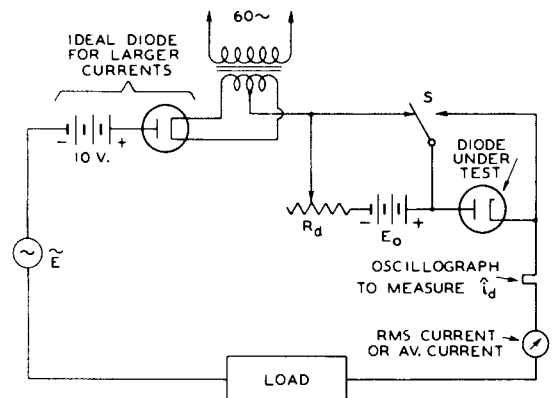 60~
IDEAL DIODE
FOR LARGER
CURRENTS
- +
10 V.
S
DIODE
UNDER
TEST
R_d
- +
E_o
~
E
~
OSCILLOGRAPH
TO MEASURE î_d
RMS CURRENT
OR AV. CURRENT
LOAD